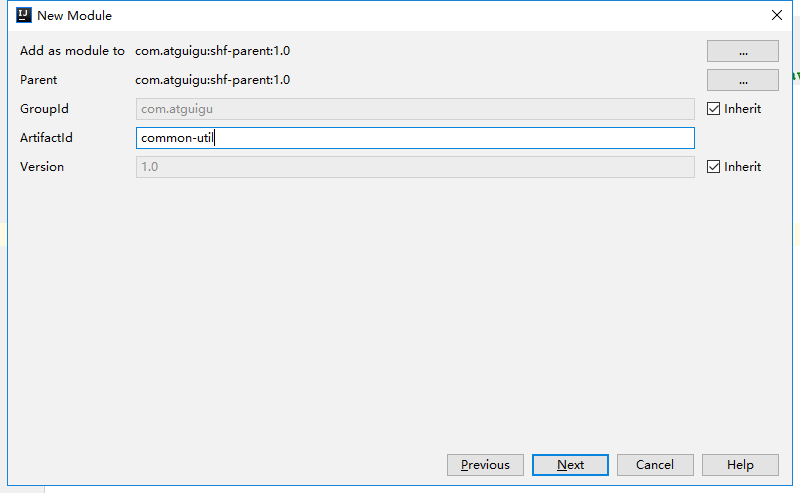 IJ New Module
Add as module to com.atguigu:shf-parent:1.0 ...
Parent com.atguigu:shf-parent:1.0 ...
GroupId com.atguigu Inherit
ArtifactId common-util
Version 1.0 Inherit
Previous Next Cancel Help